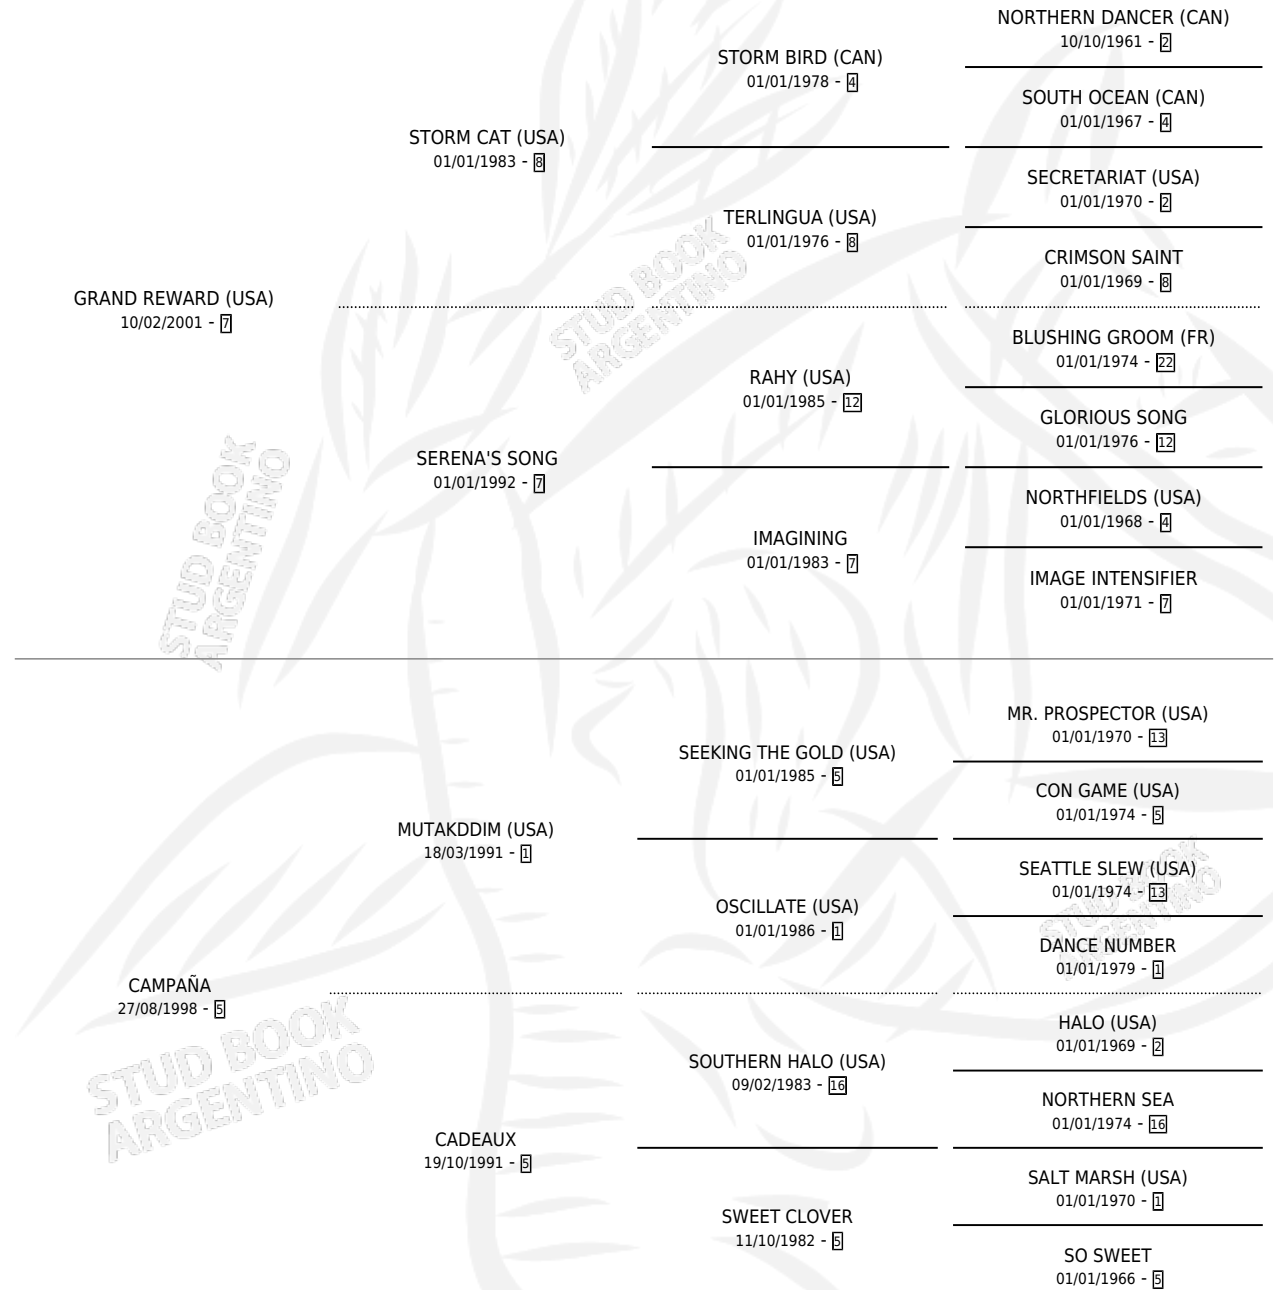 NORTHERN DANCER (CAN)
10/10/1961 - 2
STORM BIRD (CAN)
01/01/1978 - 4
SOUTH OCEAN (CAN)
01/01/1967 - 4
STORM CAT (USA)
01/01/1983 - 8
SECRETARIAT (USA)
01/01/1970 - 2
TERLINGUA (USA)
01/01/1976 - 8
CRIMSON SAINT
01/01/1969 - 8
GRAND REWARD (USA)
10/02/2001 - 7
BLUSHING GROOM (FR)
01/01/1974 - 22
RAHY (USA)
01/01/1985 - 12
GLORIOUS SONG
01/01/1976 - 12
SERENA'S SONG
01/01/1992 - 7
NORTHFIELDS (USA)
01/01/1968 - 4
IMAGINING
01/01/1983 - 7
IMAGE INTENSIFIER
01/01/1971 - 7
STUD BOOK
ARGENTINO
STUD BOOK
ARGENTINO
MR. PROSPECTOR (USA)
01/01/1970 - 13
SEEKING THE GOLD (USA)
01/01/1985 - 5
CON GAME (USA)
01/01/1974 - 5
MUTAKDDIM (USA)
18/03/1991 - 1
SEATTLE SLEW (USA)
01/01/1974 - 13
OSCILLATE (USA)
01/01/1986 - 1
DANCE NUMBER
01/01/1979 - 1
STUD BOOK
ARGENTINO
CAMPAÑA
27/08/1998 - 5
HALO (USA)
01/01/1969 - 2
SOUTHERN HALO (USA)
09/02/1983 - 16
NORTHERN SEA
01/01/1974 - 16
CADEAUX
19/10/1991 - 5
SALT MARSH (USA)
01/01/1970 - 1
SWEET CLOVER
11/10/1982 - 5
SO SWEET
01/01/1966 - 5
STUD BOOK
ARGENTINO